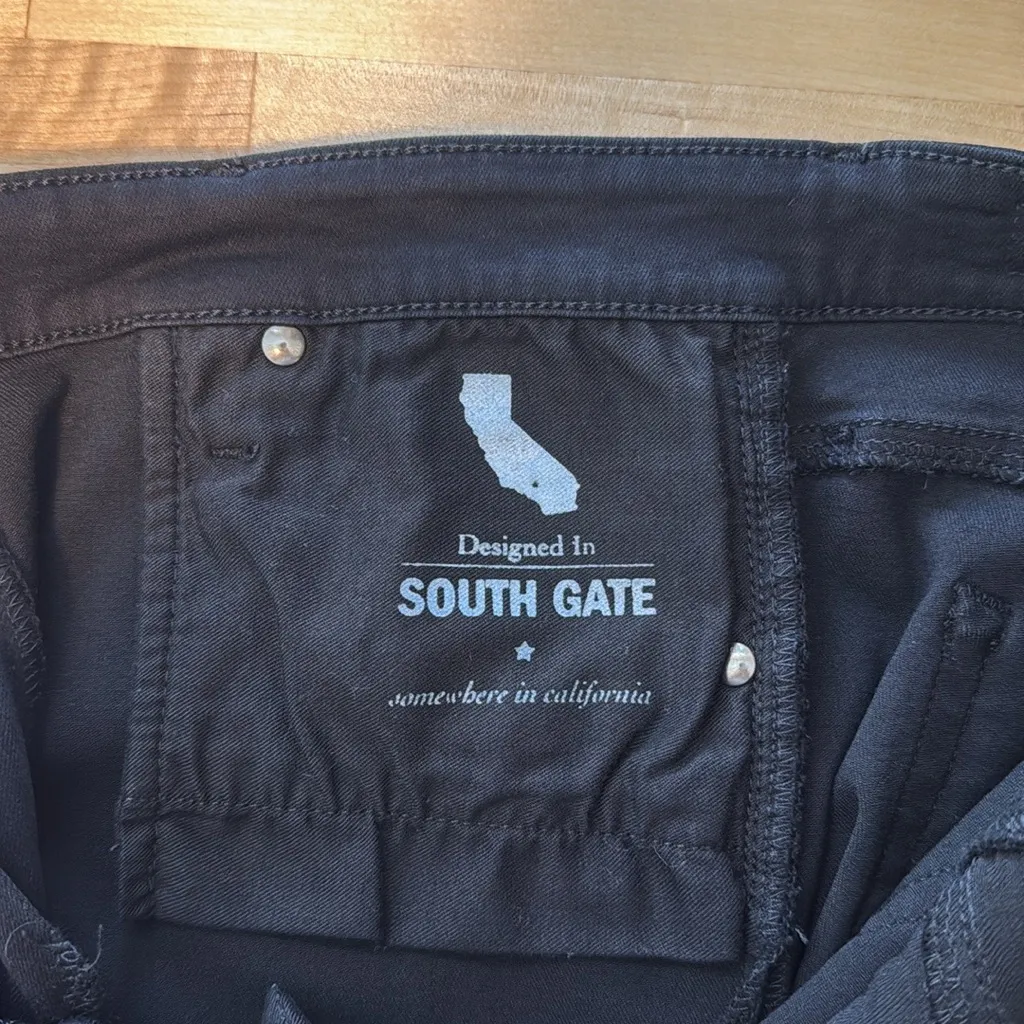 Designed In
SOUTH GATE
somewhere in california